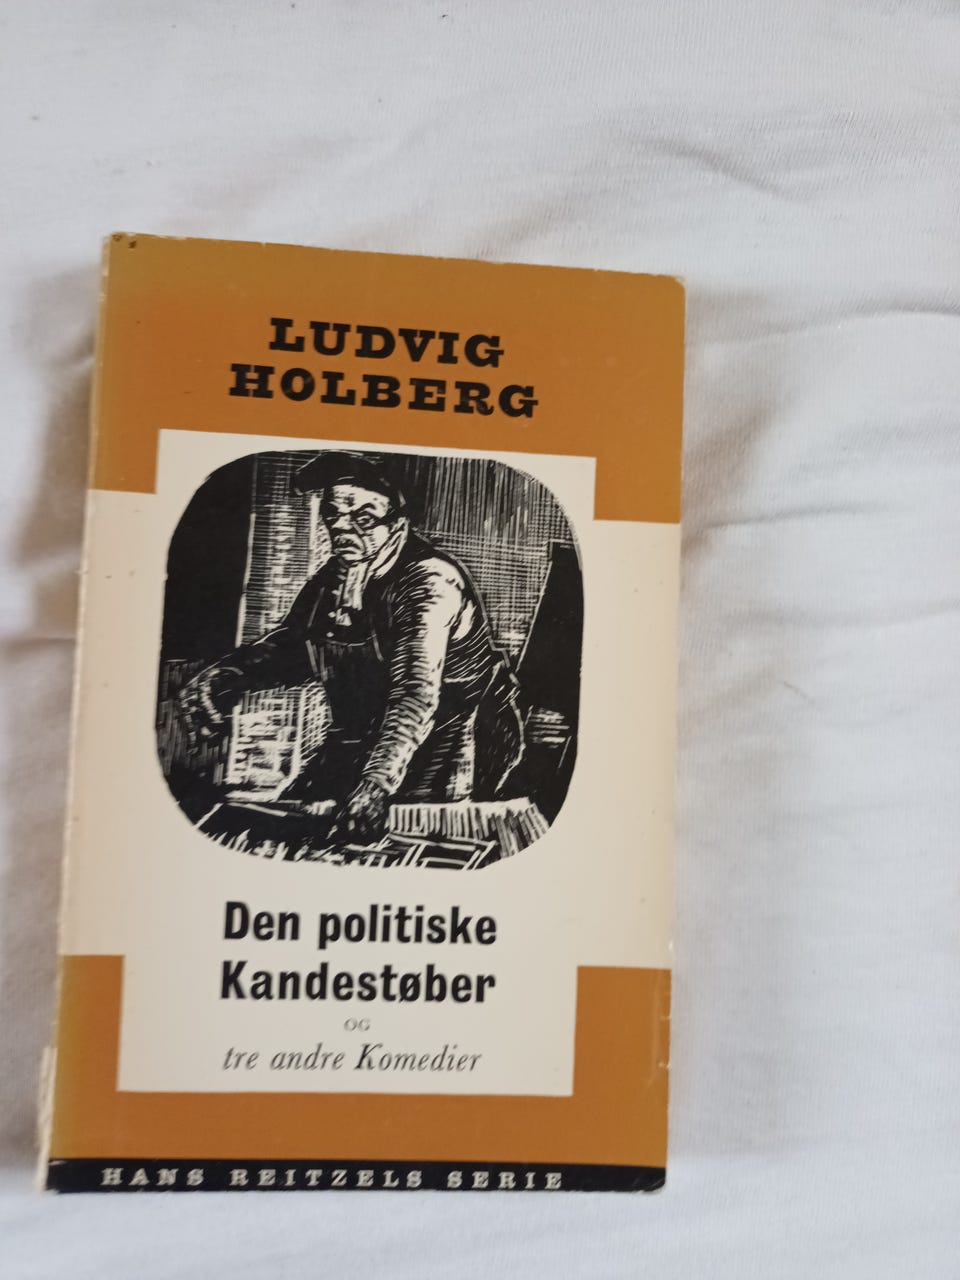 LUDVIG
HOLBERG
Den politiske
Kandestøber
OG
tre andre Komedier
HANS REITZELS SERIE